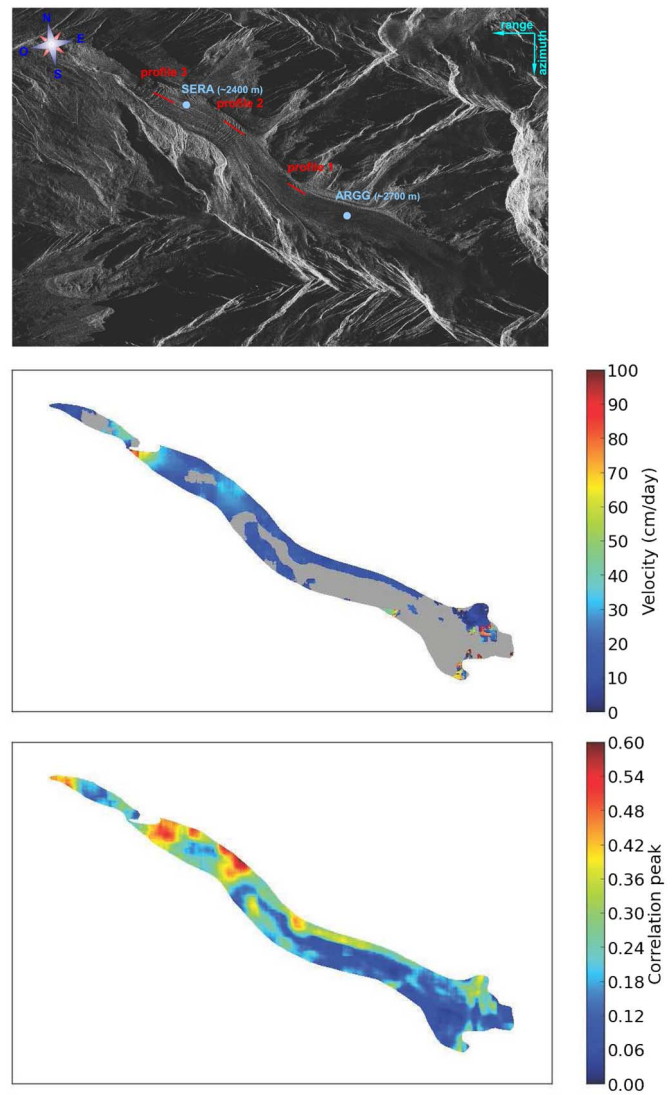 N
E
O
S
range
azimuth
profile 3
SERA (~2400 m)
profile 2
profile 1
ARGG (~2700 m)
100
90
80
70
60
50
40
30
20
10
0
Velocity (cm/day)
0.60
0.54
0.48
0.42
0.36
0.30
0.24
0.18
0.12
0.06
0.00
Correlation peak